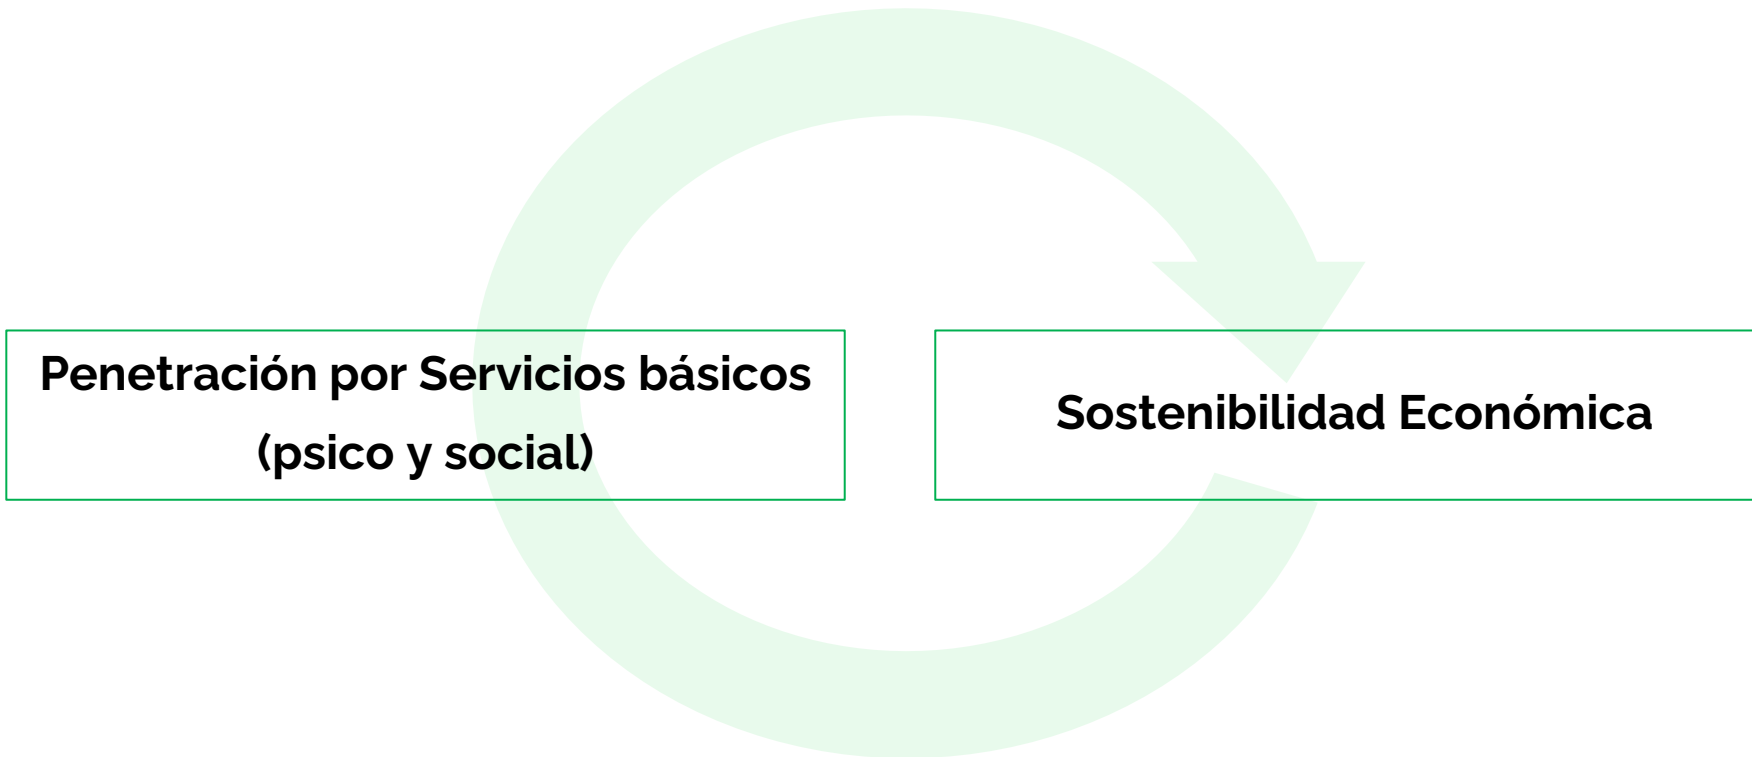 Penetración por Servicios básicos
(psico y social)
Sostenibilidad Económica